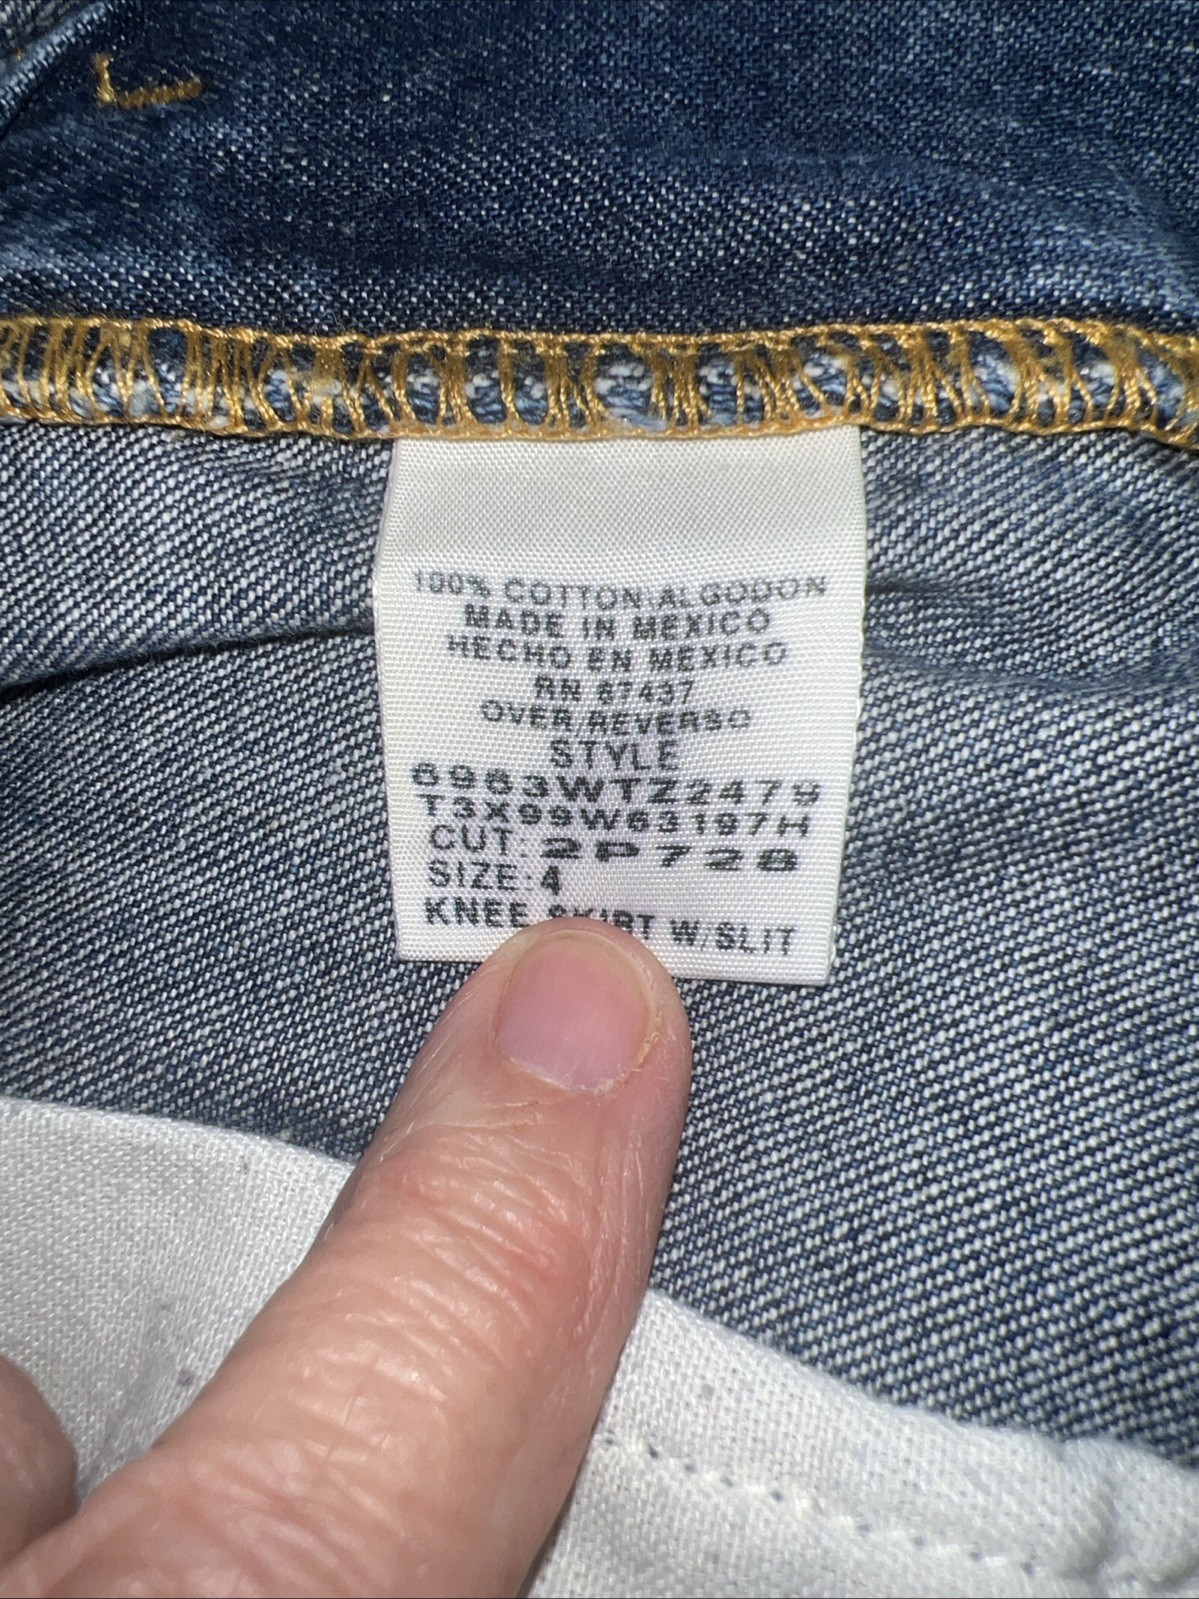 100% COTTON\ALGODON
MADE IN MEXICO
HECHO EN MEXICO
RN 67437
OVER/REVERSO
STYLE
6963WTZ2479
T3X99W63197H
CUT: 2P728
SIZE: 4
KNEE SKIRT W/SLIT